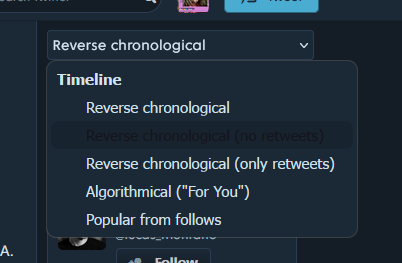 Tweet
Reverse chronological
Timeline
Reverse chronological
Reverse chronological (no retweets)
Reverse chronological (only retweets)
Algorithmical ("For You")
Popular from follows
A.
Follow